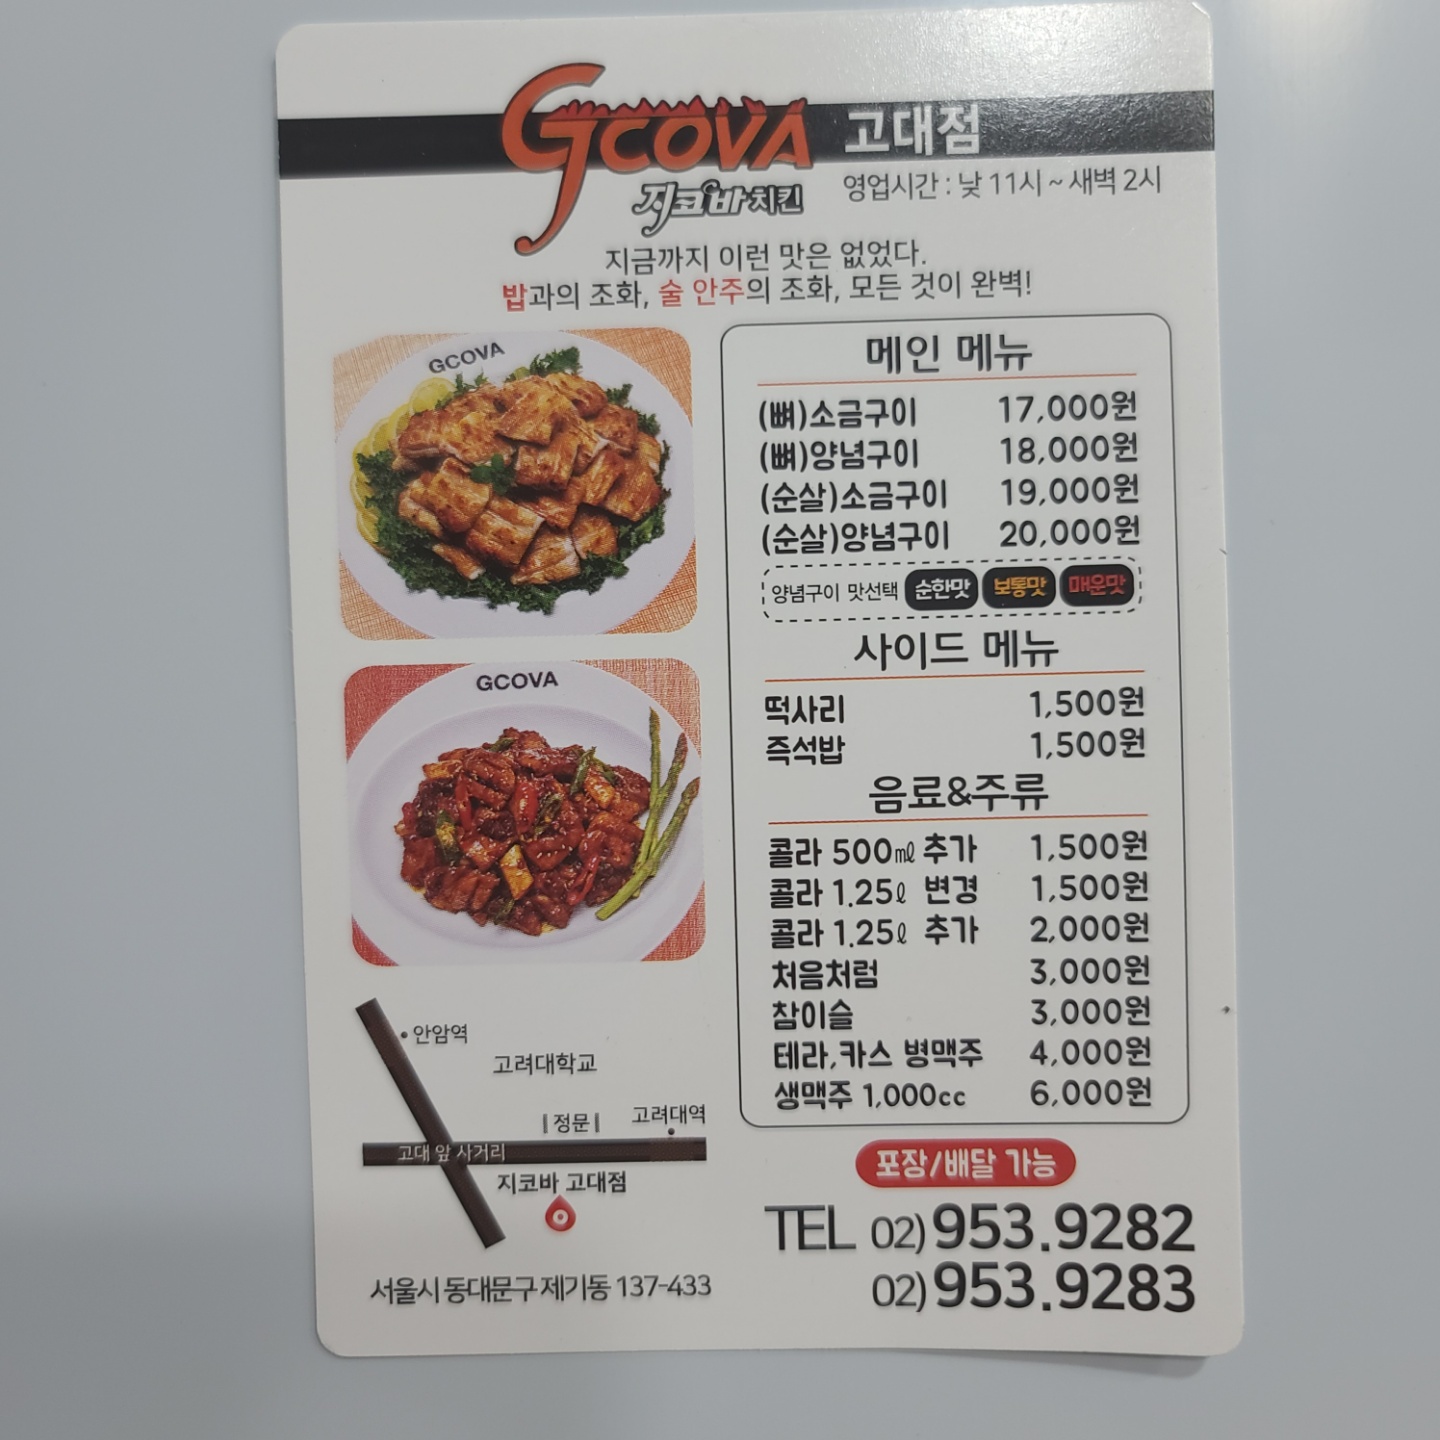 GCOVA 고대점
지코바치킨
영업시간 : 낮 11시 ~ 새벽 2시
지금까지 이런 맛은 없었다.
밥과의 조화, 술 안주의 조화, 모든 것이 완벽!
GCOVA
GCOVA
메인 메뉴
(뼈)소금구이 17,000원
(뼈)양념구이 18,000원
(순살)소금구이 19,000원
(순살)양념구이 20,000원
양념구이 맛선택 순한맛 보통맛 매운맛
사이드 메뉴
떡사리 1,500원
즉석밥 1,500원
음료&주류
콜라 500㎖ 추가 1,500원
콜라 1.25ℓ 변경 1,500원
콜라 1.25ℓ 추가 2,000원
처음처럼 3,000원
참이슬 3,000원
테라,카스 병맥주 4,000원
생맥주 1,000cc 6,000원
안암역
고려대학교
정문 고려대역
고대 앞 사거리
지코바 고대점
서울시 동대문구 제기동 137-433
포장/배달 가능
TEL 02)953.9282
02)953.9283